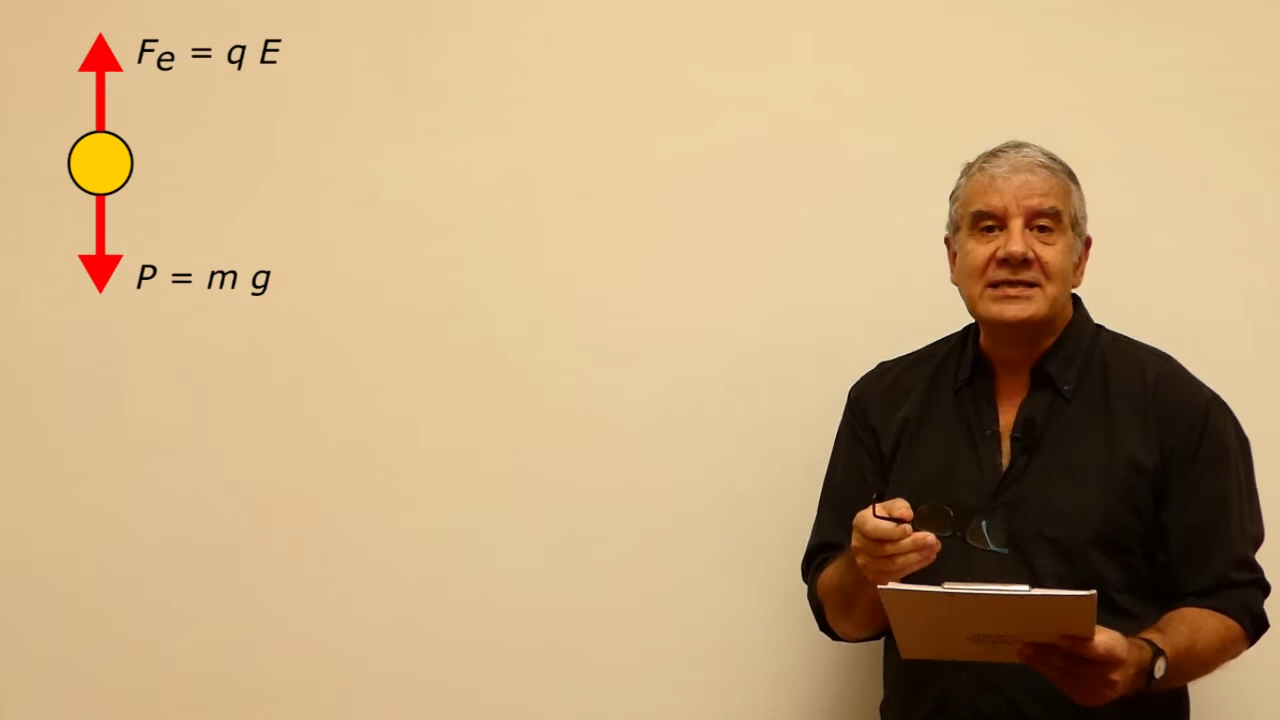 Fe = q E
P = m g